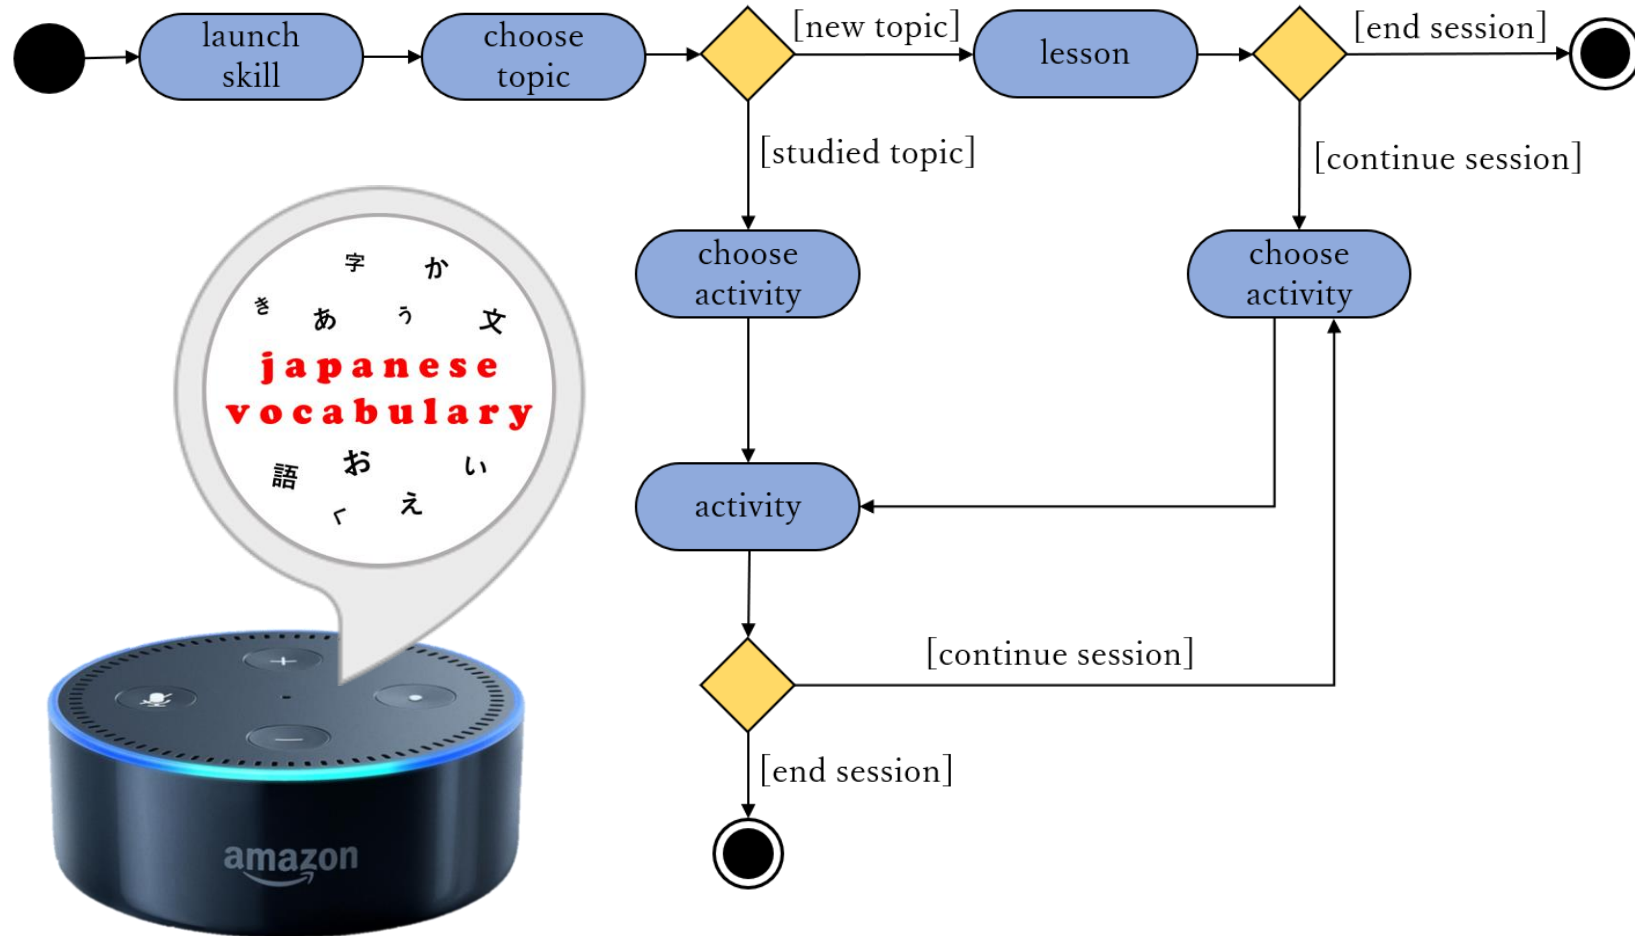 launch
skill
choose
topic
[new topic]
lesson
[end session]
[studied topic]
[continue session]
choose
activity
choose
activity
字
か
き
あ
う
文
japanese
vocabulary
語
お
い
く
え
activity
[continue session]
[end session]
amazon